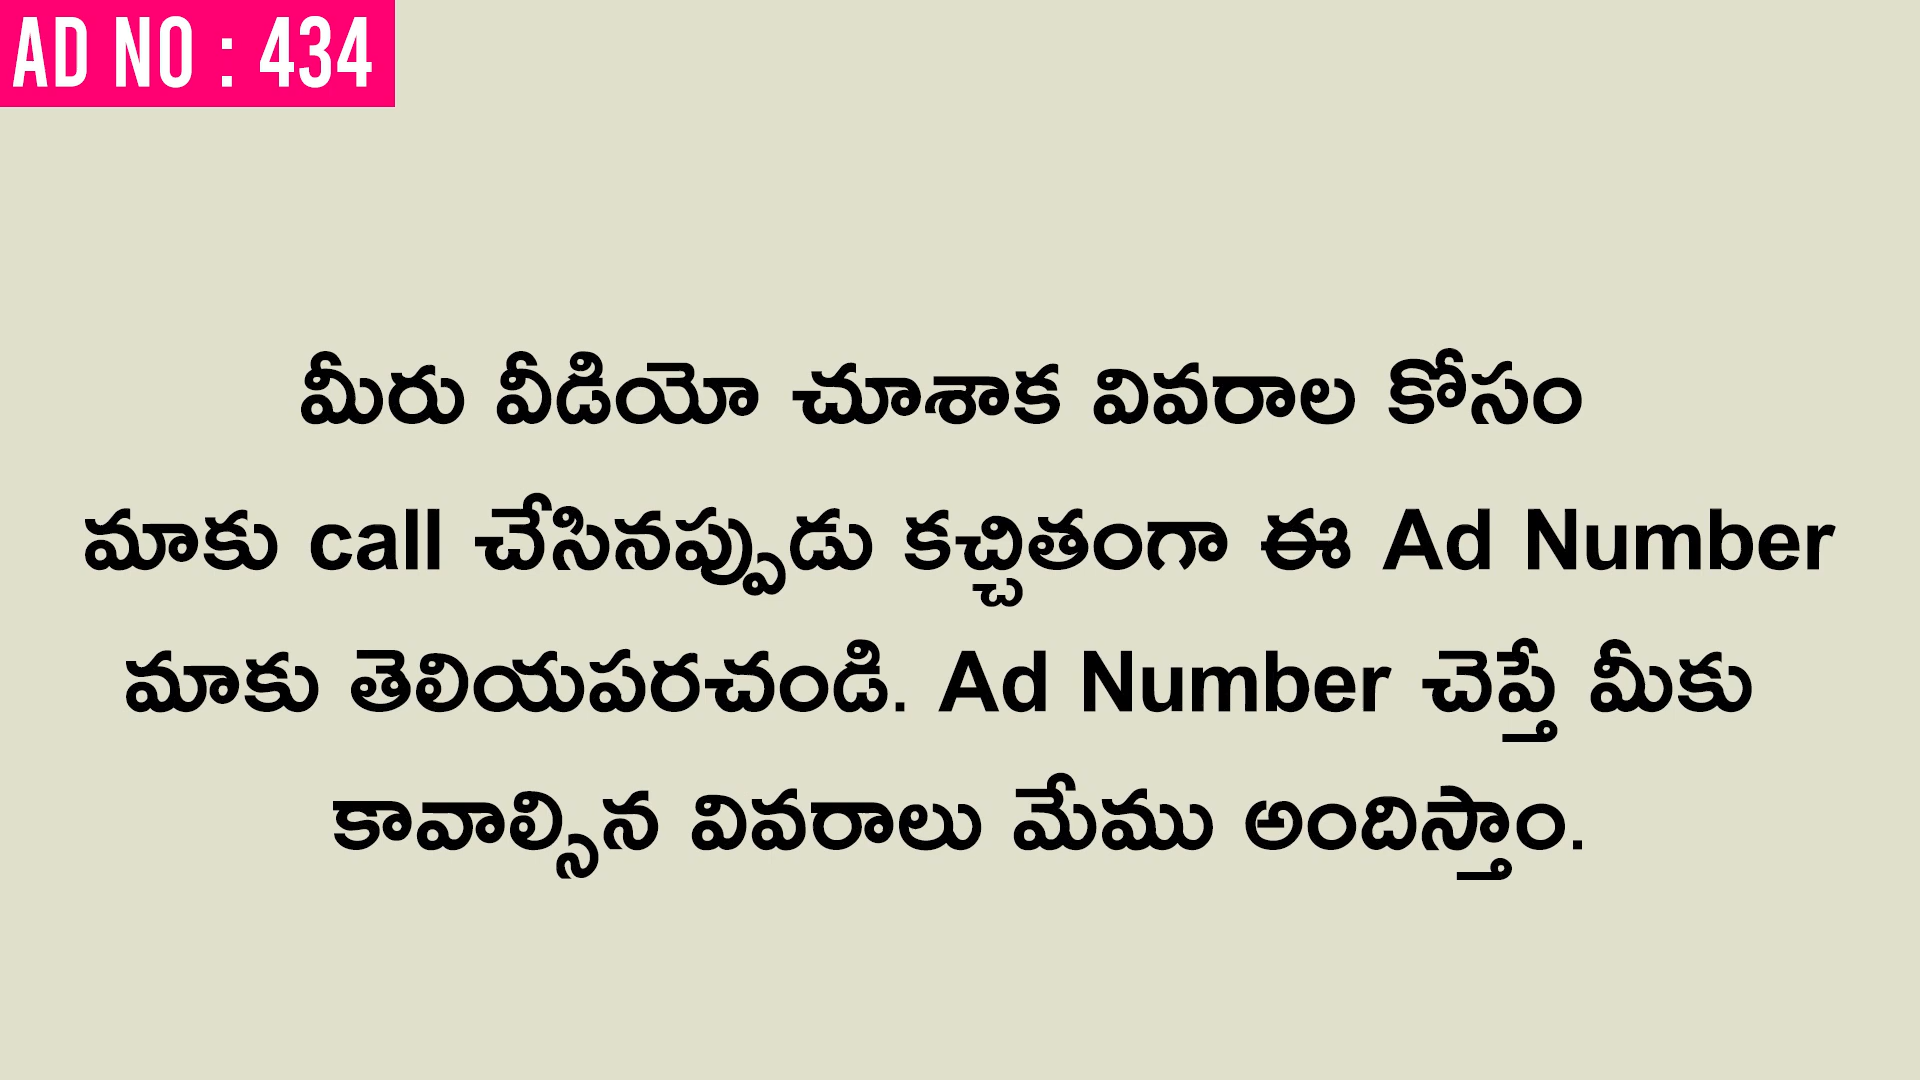 AD NO : 434
మీరు వీడియో చూశాక వివరాల కోసం
మాకు call చేసినప్పుడు కచ్చితంగా ఈ Ad Number
మాకు తెలియపరచండి. Ad Number చెప్తే మీకు
కావాల్సిన వివరాలు మేము అందిస్తాం.